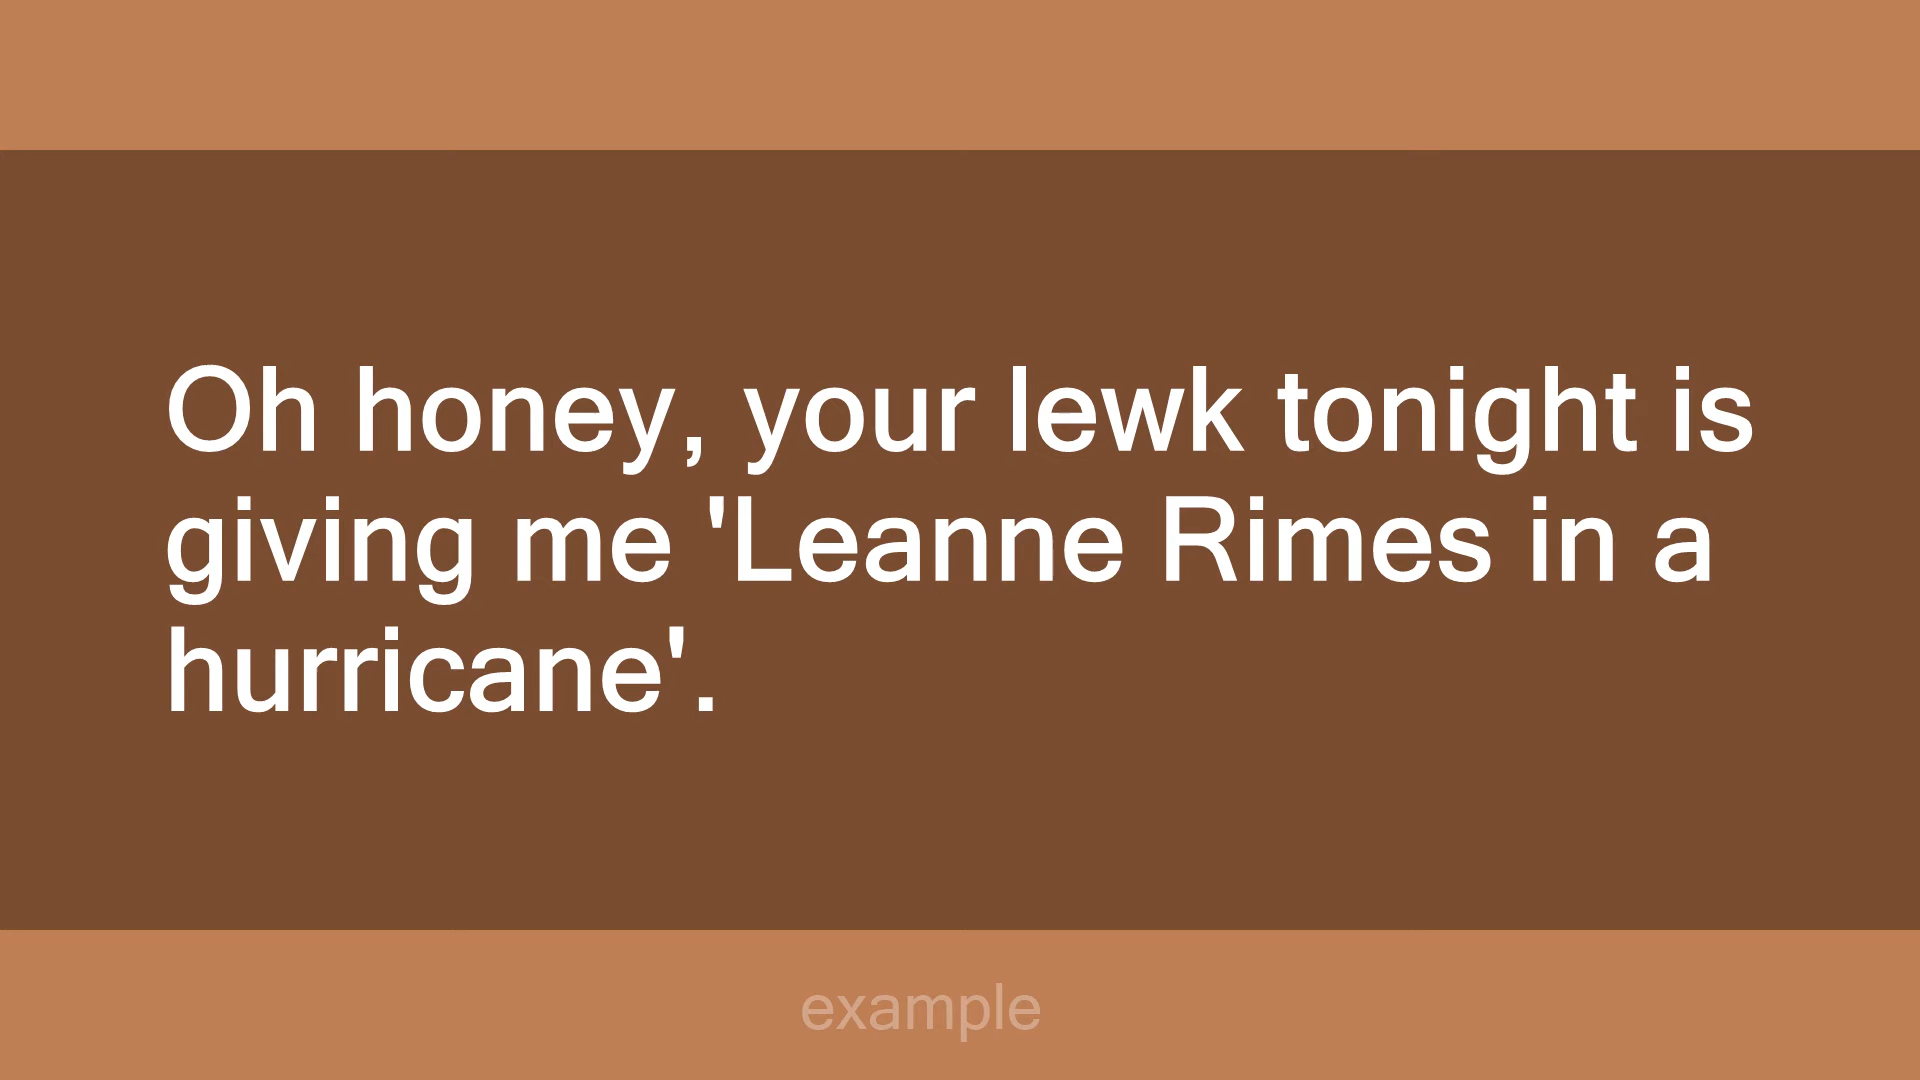 Oh honey, your lewk tonight is
giving me 'Leanne Rimes in a
hurricane'.
example